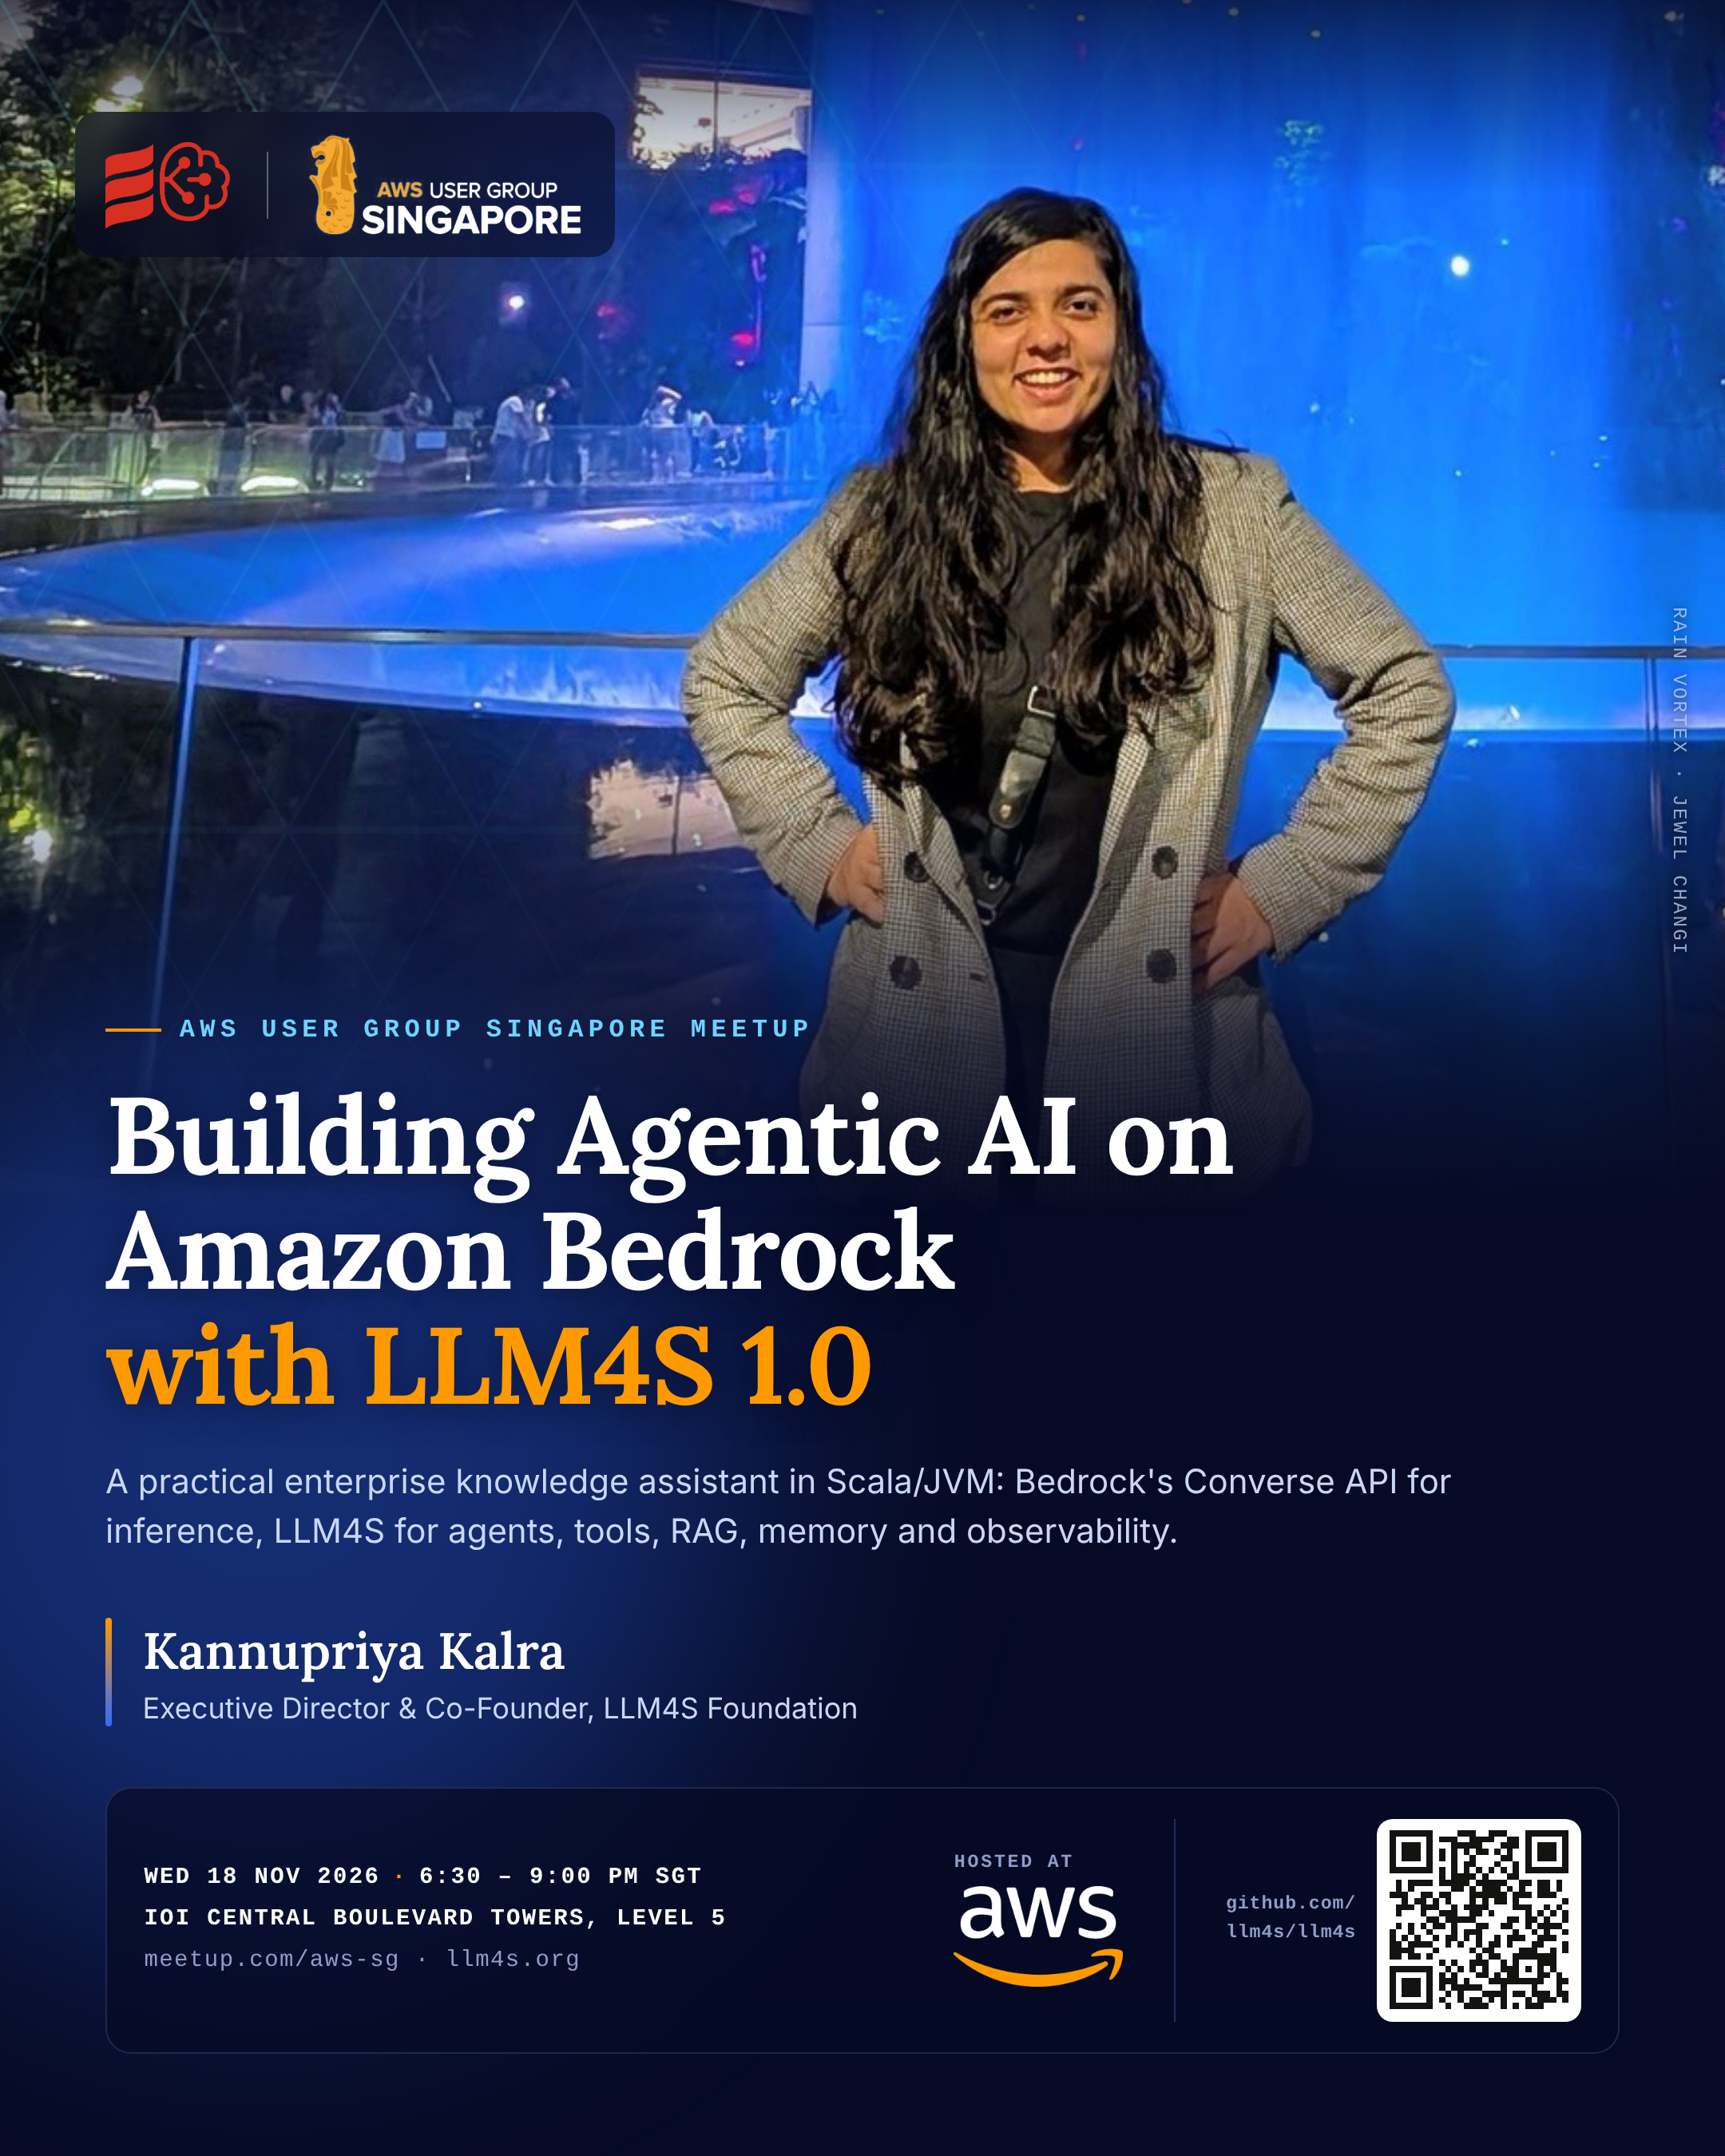 AWS USER GROUP
SINGAPORE
RAIN VORTEX · JEWEL CHANGI
AWS USER GROUP SINGAPORE MEETUP
Building Agentic AI on
Amazon Bedrock
with LLM4S 1.0
A practical enterprise knowledge assistant in Scala/JVM: Bedrock's Converse API for
inference, LLM4S for agents, tools, RAG, memory and observability.
Kannupriya Kalra
Executive Director & Co-Founder, LLM4S Foundation
WED 18 NOV 2026 · 6:30 – 9:00 PM SGT
IOI CENTRAL BOULEVARD TOWERS, LEVEL 5
meetup.com/aws-sg · llm4s.org
HOSTED AT
aws
github.com/
llm4s/llm4s